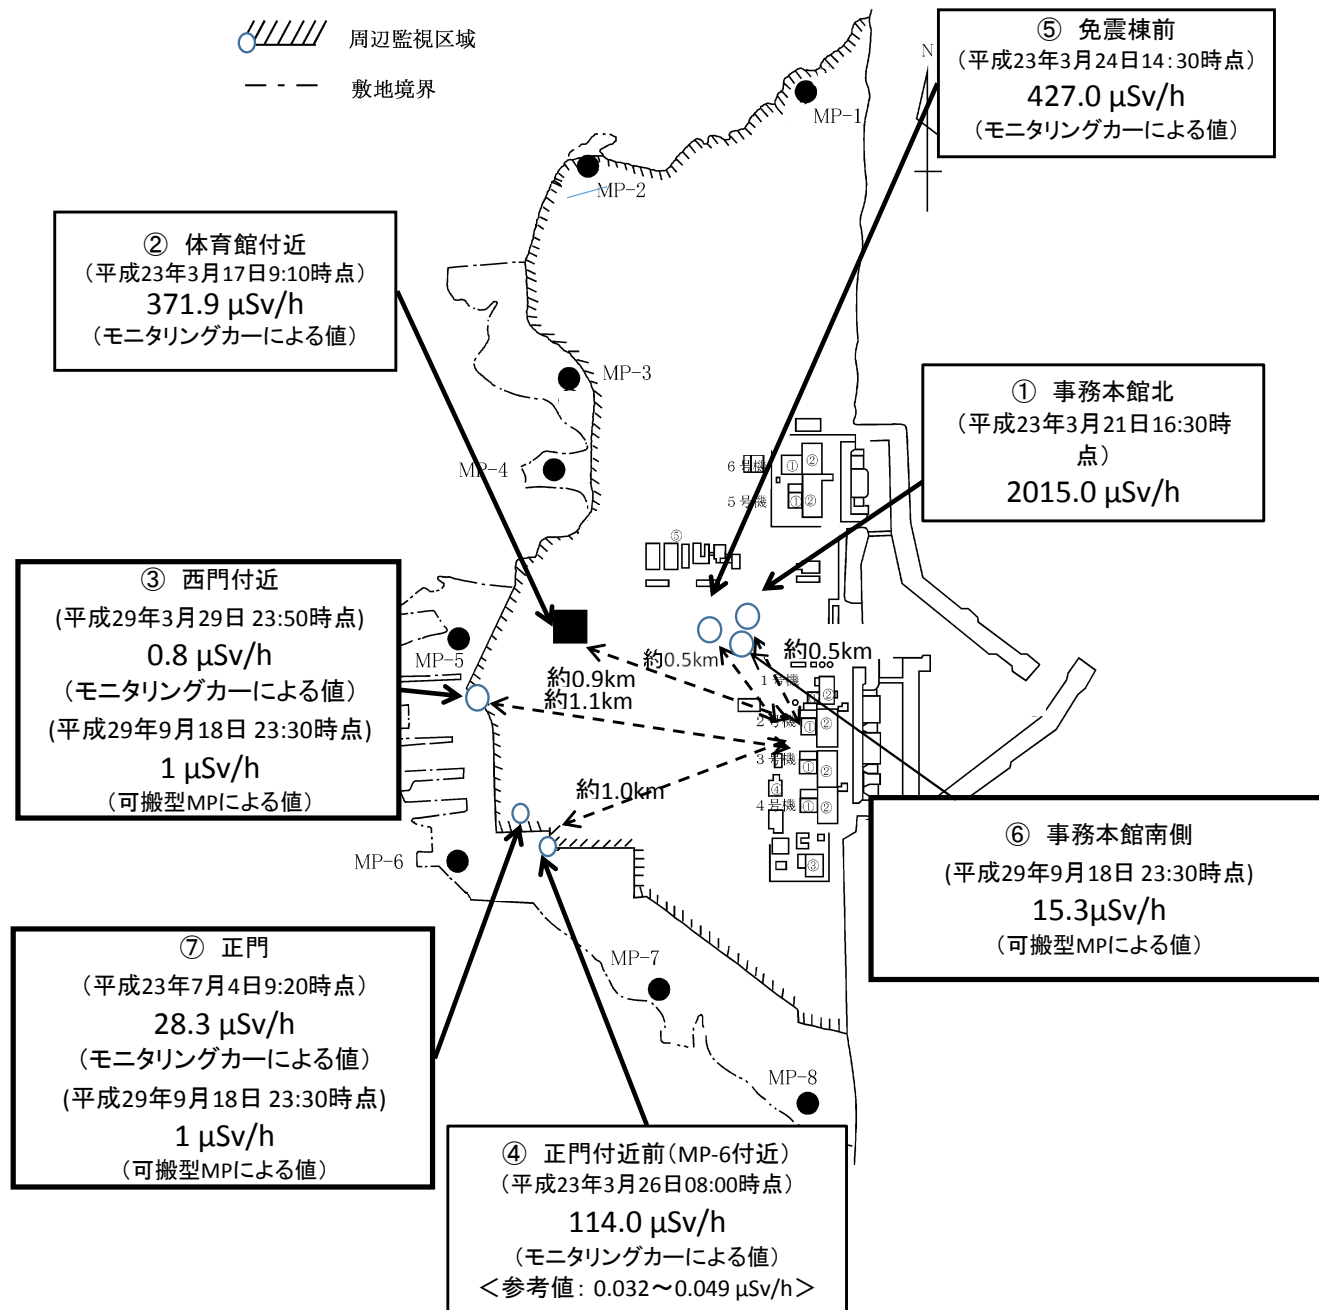 周辺監視区域
敷地境界
⑤ 免震棟前
(平成23年3月24日14:30時点)
427.0 μSv/h
(モニタリングカーによる値)
N
MP-1
MP-2
② 体育館付近
(平成23年3月17日9:10時点)
371.9 μSv/h
(モニタリングカーによる値)
MP-3
① 事務本館北
(平成23年3月21日16:30時
点)
2015.0 μSv/h
MP-4
6号機
①
②
5号機
①
②
⑤
③ 西門付近
(平成29年3月29日 23:50時点)
0.8 μSv/h
(モニタリングカーによる値)
(平成29年9月18日 23:30時点)
1 μSv/h
(可搬型MPによる値)
MP-5
約0.5km
約0.5km
約0.9km
約1.1km
1号機
②
2号機
①
②
3号機
①
②
④
4号機
①
②
③
約1.0km
MP-6
⑥ 事務本館南側
(平成29年9月18日 23:30時点)
15.3μSv/h
(可搬型MPによる値)
⑦ 正門
(平成23年7月4日9:20時点)
28.3 μSv/h
(モニタリングカーによる値)
(平成29年9月18日 23:30時点)
1 μSv/h
(可搬型MPによる値)
MP-7
MP-8
④ 正門付近前(MP-6付近)
(平成23年3月26日08:00時点)
114.0 μSv/h
(モニタリングカーによる値)
<参考値: 0.032~0.049 μSv/h>